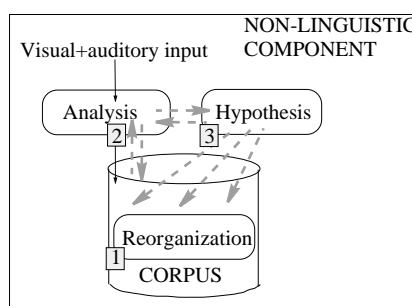 NON-LINGUISTIC
COMPONENT
Visual+auditory input
Analysis
Hypothesis
2
3
Reorganization
1
CORPUS